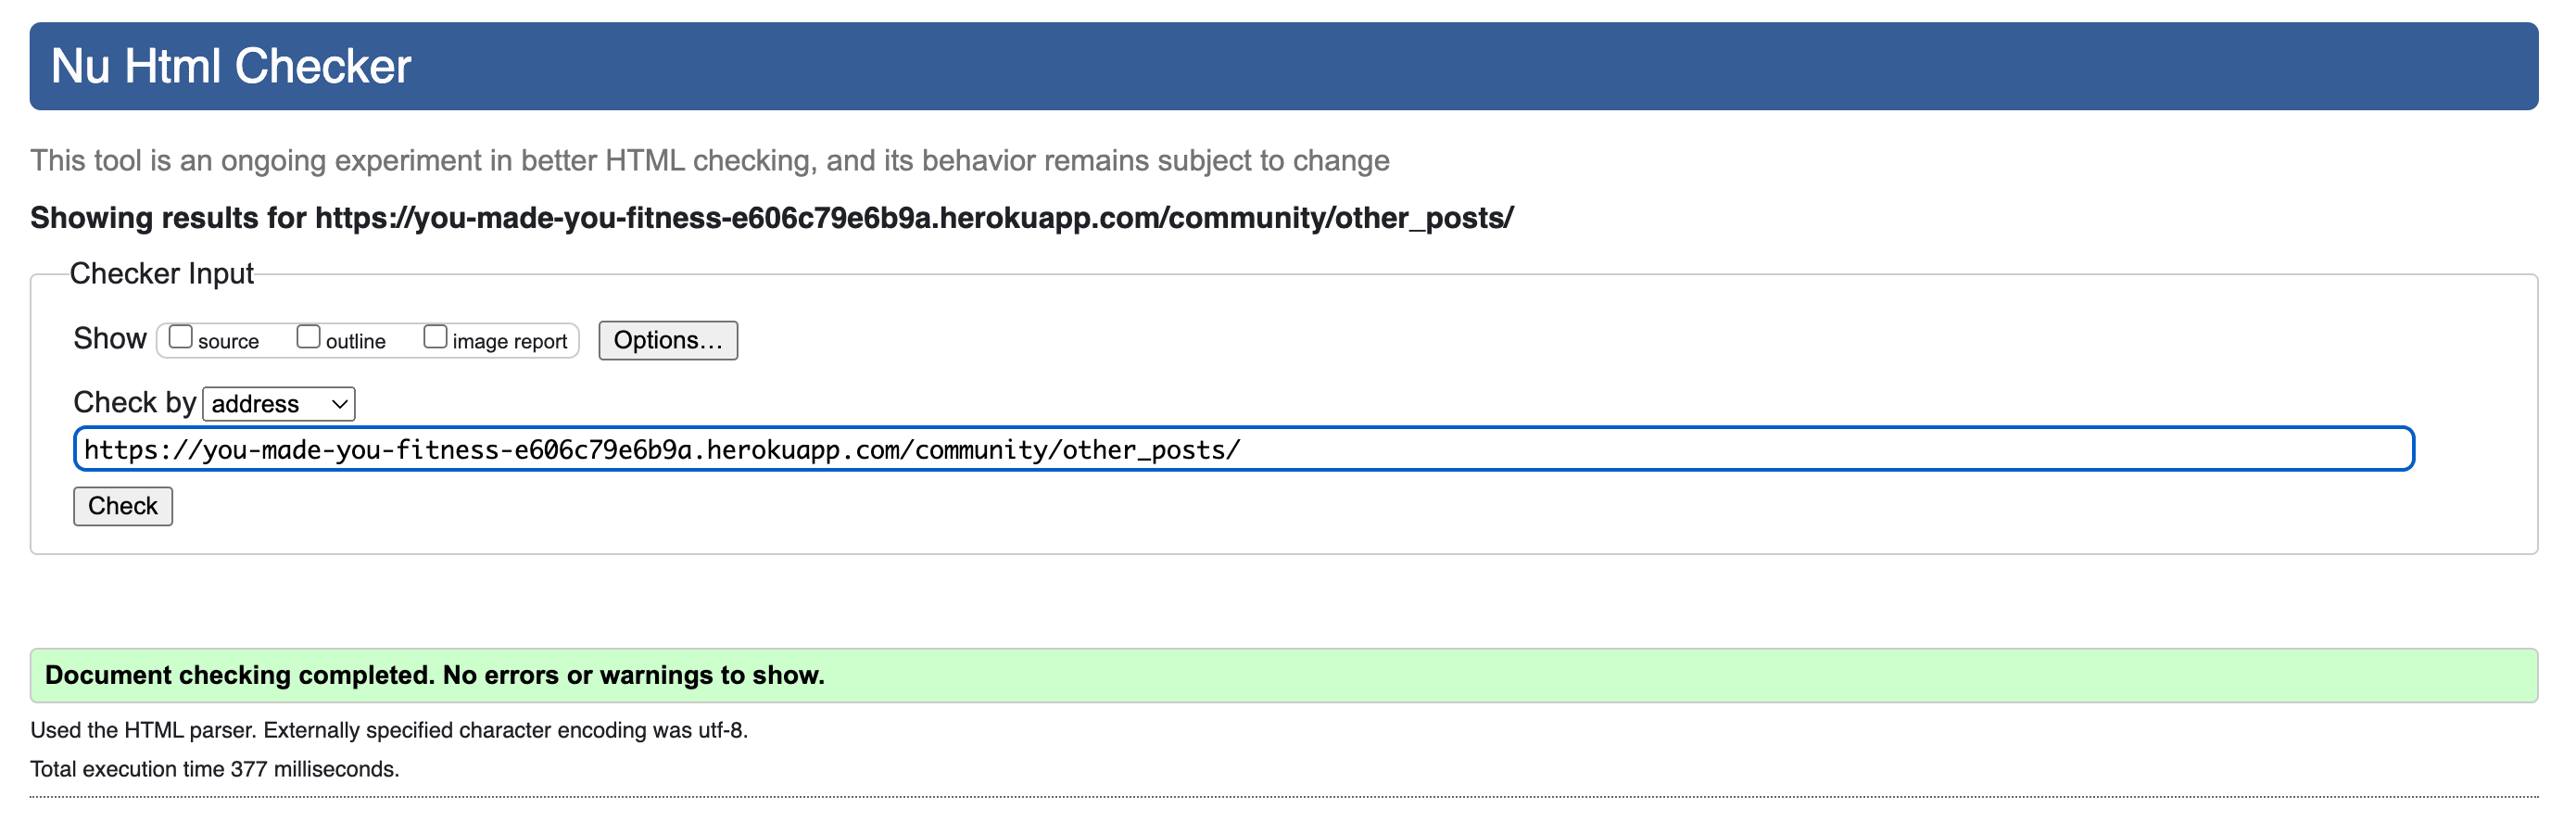 Nu Html Checker
This tool is an ongoing experiment in better HTML checking, and its behavior remains subject to change
Showing results for https://you-made-you-fitness-e606c79e6b9a.herokuapp.com/community/other_posts/
Checker Input
Show source outline image report Options...
Check by address
https://you-made-you-fitness-e606c79e6b9a.herokuapp.com/community/other_posts/
Check
Document checking completed. No errors or warnings to show.
Used the HTML parser. Externally specified character encoding was utf-8.
Total execution time 377 milliseconds.